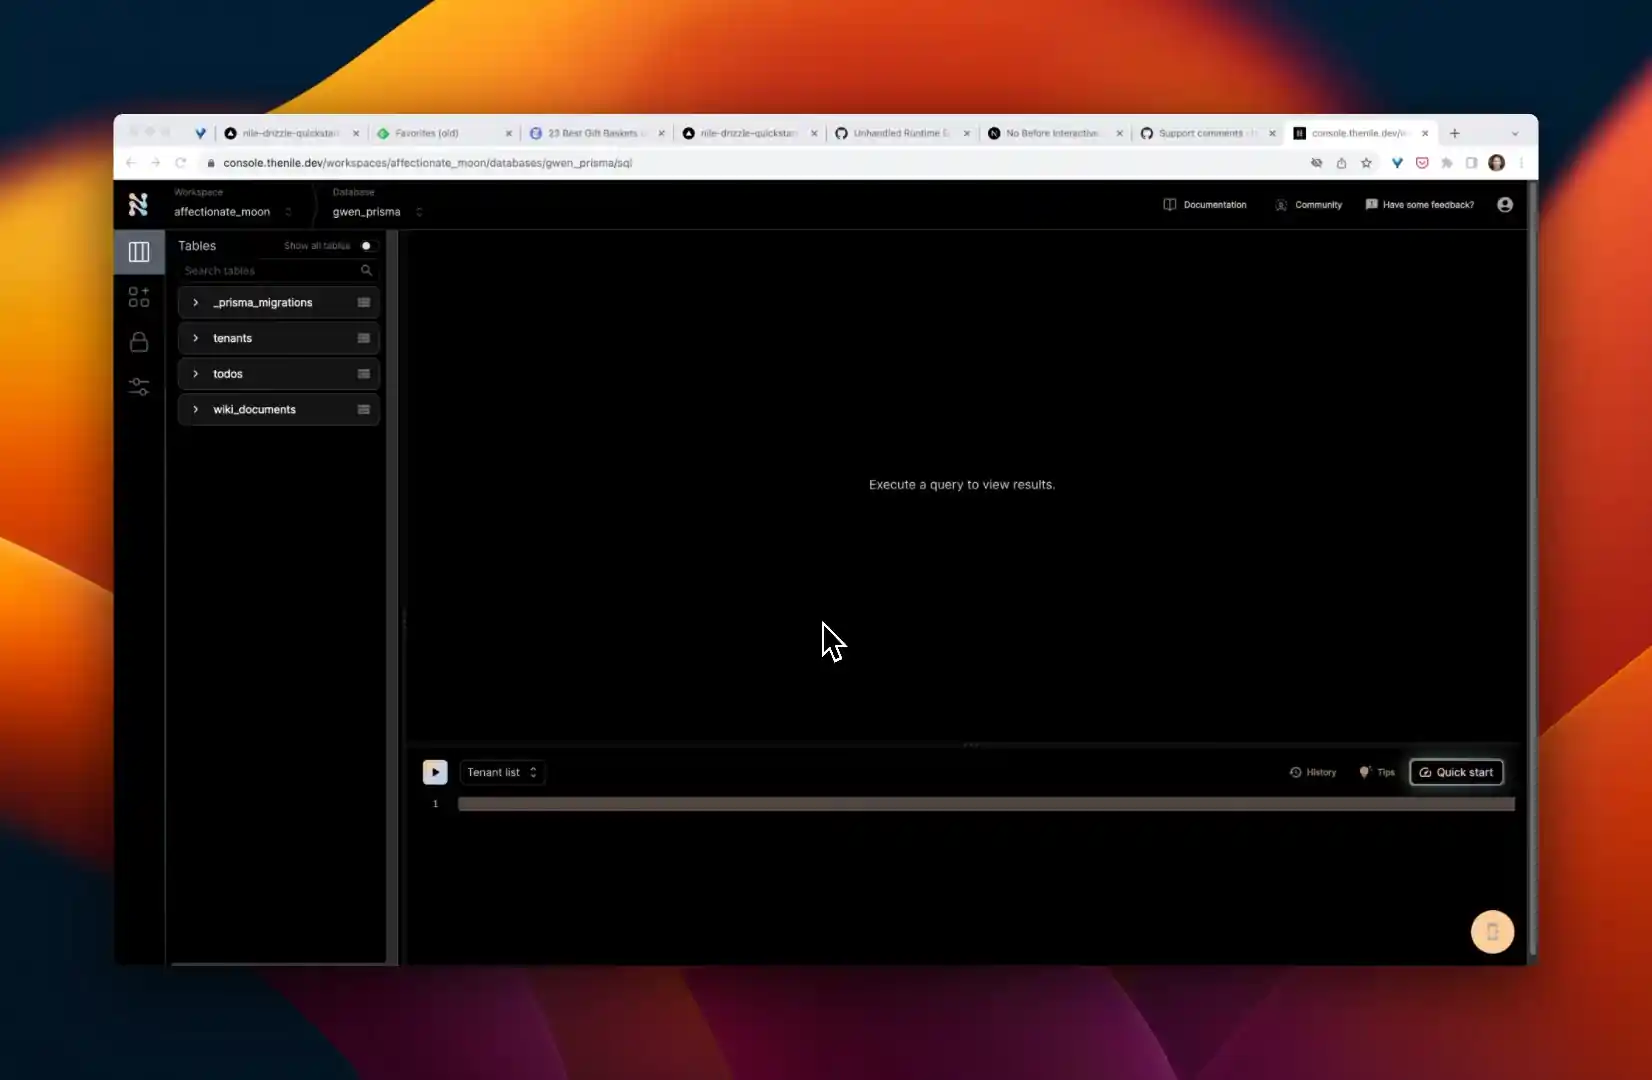 nile-drizzle-quickstar
Favorites (old)
23 Best Gift Baskets
nile-drizzle-quickstar
Unhandled Runtime E
No Before Interactive
Support comments
console.thenile.dev/w
console.thenile.dev/workspaces/affectionate_moon/databases/gwen_prisma/sql
Workspace
affectionate_moon
Database
gwen_prisma
Documentation
Community
Have some feedback?
Tables
Show all tables
Search tables
_prisma_migrations
tenants
todos
wiki_documents
Execute a query to view results.
Tenant list
History
Tips
Quick start
1